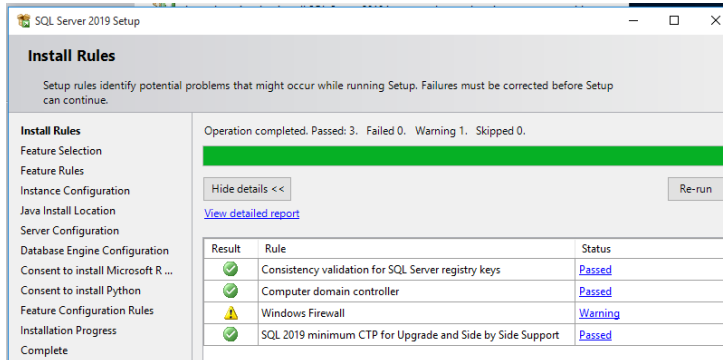 SQL Server 2019 Setup
Install Rules
Setup rules identify potential problems that might occur while running Setup. Failures must be corrected before Setup
can continue.
Install Rules
Feature Selection
Feature Rules
Instance Configuration
Java Install Location
Server Configuration
Database Engine Configuration
Consent to install Microsoft R ...
Consent to install Python
Feature Configuration Rules
Installation Progress
Complete
Operation completed. Passed: 3. Failed 0. Warning 1. Skipped 0.
Hide details <<
Re-run
View detailed report
Result Rule Status
Consistency validation for SQL Server registry keys Passed
Computer domain controller Passed
Windows Firewall Warning
SQL 2019 minimum CTP for Upgrade and Side by Side Support Passed